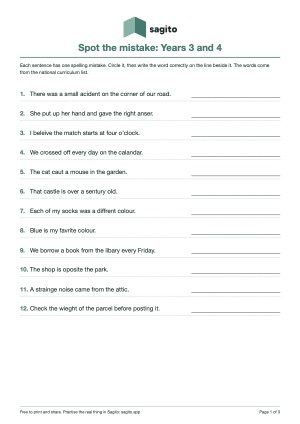 sagito
Spot the mistake: Years 3 and 4
Each sentence has one spelling mistake. Circle it, then write the word correctly on the line beside it. The words come
from the national curriculum list.
1. There was a small acident on the corner of our road.
2. She put up her hand and gave the right anser.
3. I beleive the match starts at four o'clock.
4. We crossed off every day on the calandar.
5. The cat caut a mouse in the garden.
6. That castle is over a sentury old.
7. Each of my socks was a diffrent colour.
8. Blue is my favrite colour.
9. We borrow a book from the libary every Friday.
10. The shop is oposite the park.
11. A strainge noise came from the attic.
12. Check the wieght of the parcel before posting it.
Free to print and share. Practise the real thing in Sagito: sagito.app
Page 1 of 3